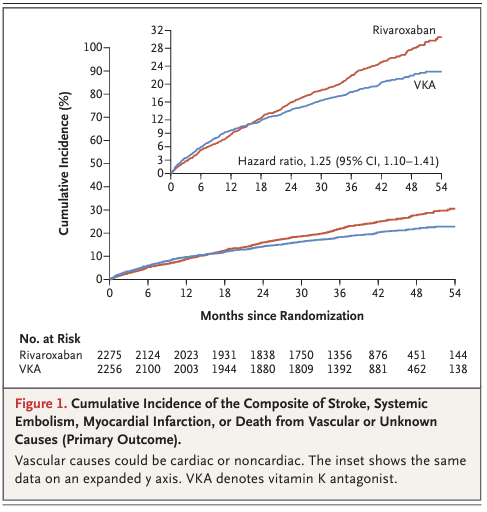 32
28
24
20
16
12
9
6
3
0
0 6 12 18 24 30 36 42 48 54
Rivaroxaban
VKA
Hazard ratio, 1.25 (95% CI, 1.10–1.41)
Cumulative Incidence (%)
100
90
80
70
60
50
40
30
20
10
0
0 6 12 18 24 30 36 42 48 54
Months since Randomization
No. at Risk
Rivaroxaban 2275 2124 2023 1931 1838 1750 1356 876 451 144
VKA 2256 2100 2003 1944 1880 1809 1392 881 462 138
Figure 1. Cumulative Incidence of the Composite of Stroke, Systemic
Embolism, Myocardial Infarction, or Death from Vascular or Unknown
Causes (Primary Outcome).
Vascular causes could be cardiac or noncardiac. The inset shows the same
data on an expanded y axis. VKA denotes vitamin K antagonist.